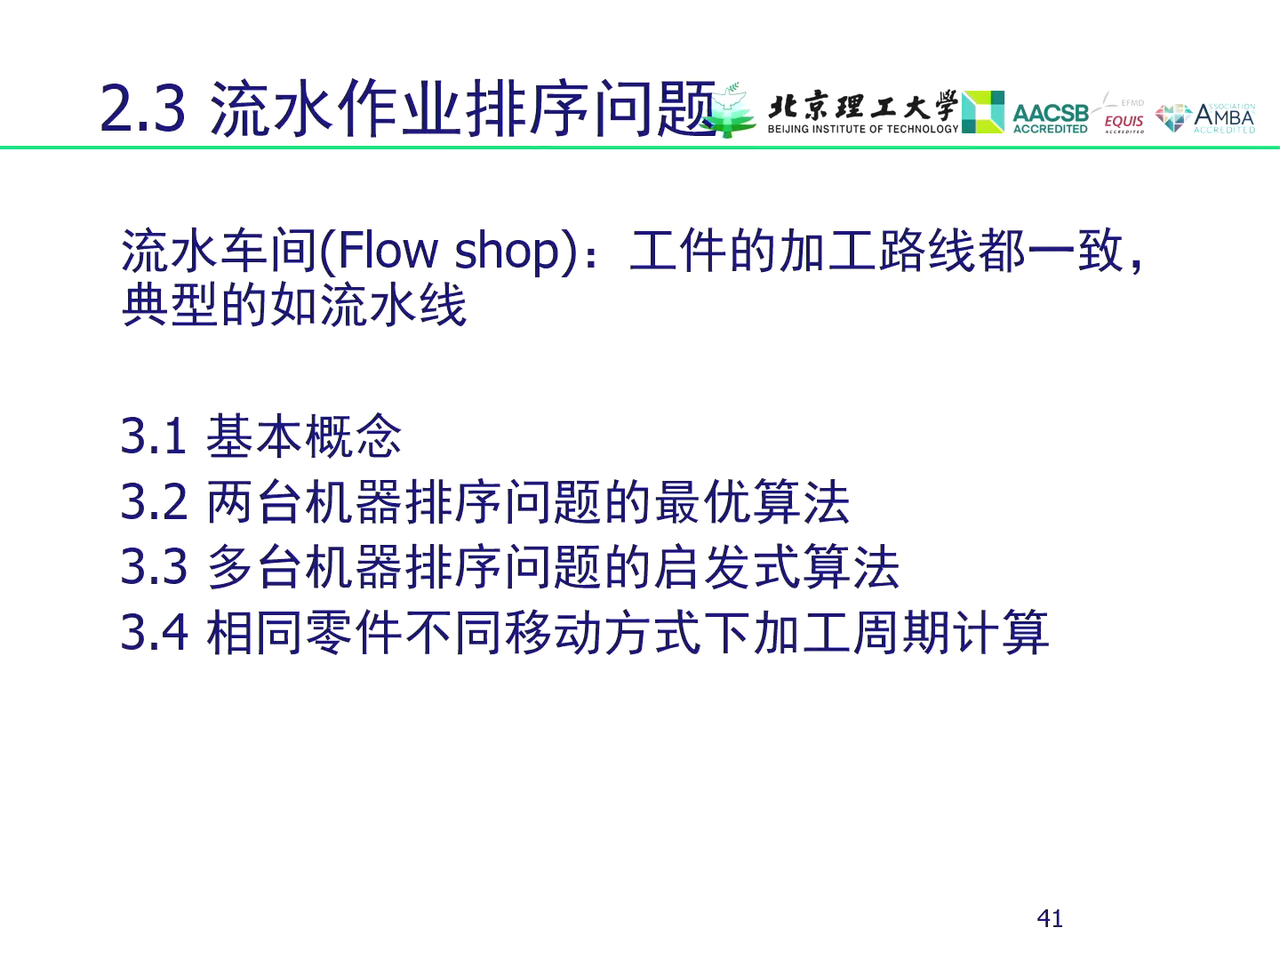 2.3 流水作业排序问题
北京理工大學
BEIJING INSTITUTE OF TECHNOLOGY
AACSB
ACCREDITED
EFMD
EQUIS
ACCREDITED
ASSOCIATION
AMBA
ACCREDITED
流水车间(Flow shop)：工件的加工路线都一致，
典型的如流水线
3.1 基本概念
3.2 两台机器排序问题的最优算法
3.3 多台机器排序问题的启发式算法
3.4 相同零件不同移动方式下加工周期计算
41